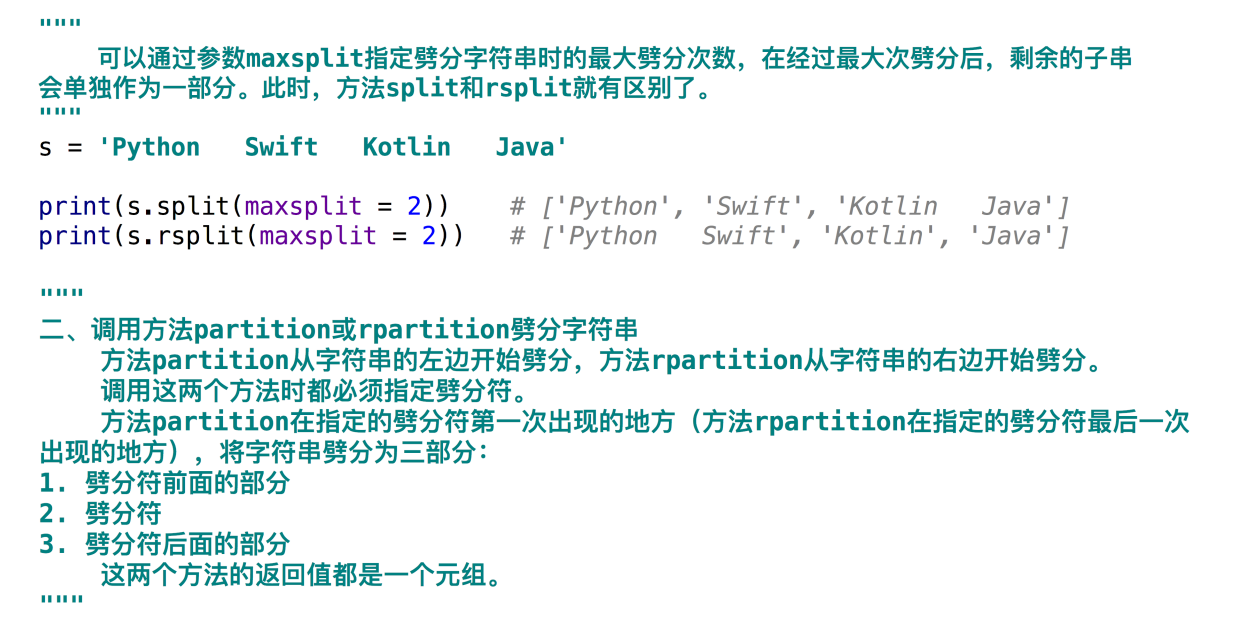 """
    可以通过参数maxsplit指定劈分字符串时的最大劈分次数，在经过最大次劈分后，剩余的子串
会单独作为一部分。此时，方法split和rsplit就有区别了。
"""
s = 'Python   Swift   Kotlin   Java'
print(s.split(maxsplit = 2))    # ['Python', 'Swift', 'Kotlin   Java']
print(s.rsplit(maxsplit = 2))   # ['Python   Swift', 'Kotlin', 'Java']
"""
二、调用方法partition或rpartition劈分字符串
    方法partition从字符串的左边开始劈分，方法rpartition从字符串的右边开始劈分。
    调用这两个方法时都必须指定劈分符。
    方法partition在指定的劈分符第一次出现的地方（方法rpartition在指定的劈分符最后一次
出现的地方），将字符串劈分为三部分：
1. 劈分符前面的部分
2. 劈分符
3. 劈分符后面的部分
    这两个方法的返回值都是一个元组。
"""